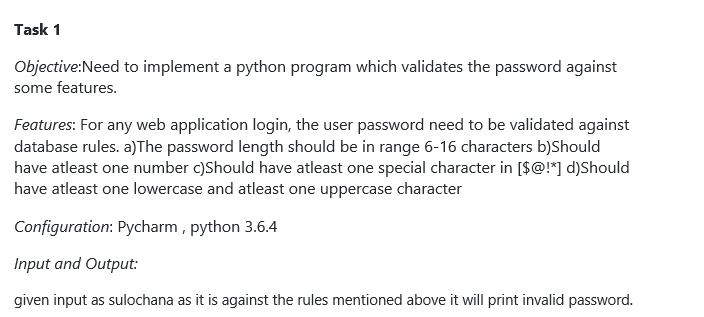 Task 1
Objective:Need to implement a python program which validates the password against
some features.
Features: For any web application login, the user password need to be validated against
database rules. a)The password length should be in range 6-16 characters b)Should
have atleast one number c)Should have atleast one special character in [$@!*] d)Should
have atleast one lowercase and atleast one uppercase character
Configuration: Pycharm , python 3.6.4
Input and Output:
given input as sulochana as it is against the rules mentioned above it will print invalid password.